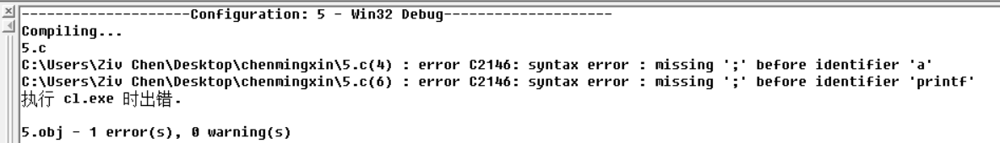 --------------------Configuration: 5 - Win32 Debug--------------------
Compiling...
5.c
C:\Users\Ziv Chen\Desktop\chenmingxin\5.c(4) : error C2146: syntax error : missing ';' before identifier 'a'
C:\Users\Ziv Chen\Desktop\chenmingxin\5.c(6) : error C2146: syntax error : missing ';' before identifier 'printf'
执行 cl.exe 时出错.
5.obj - 1 error(s), 0 warning(s)